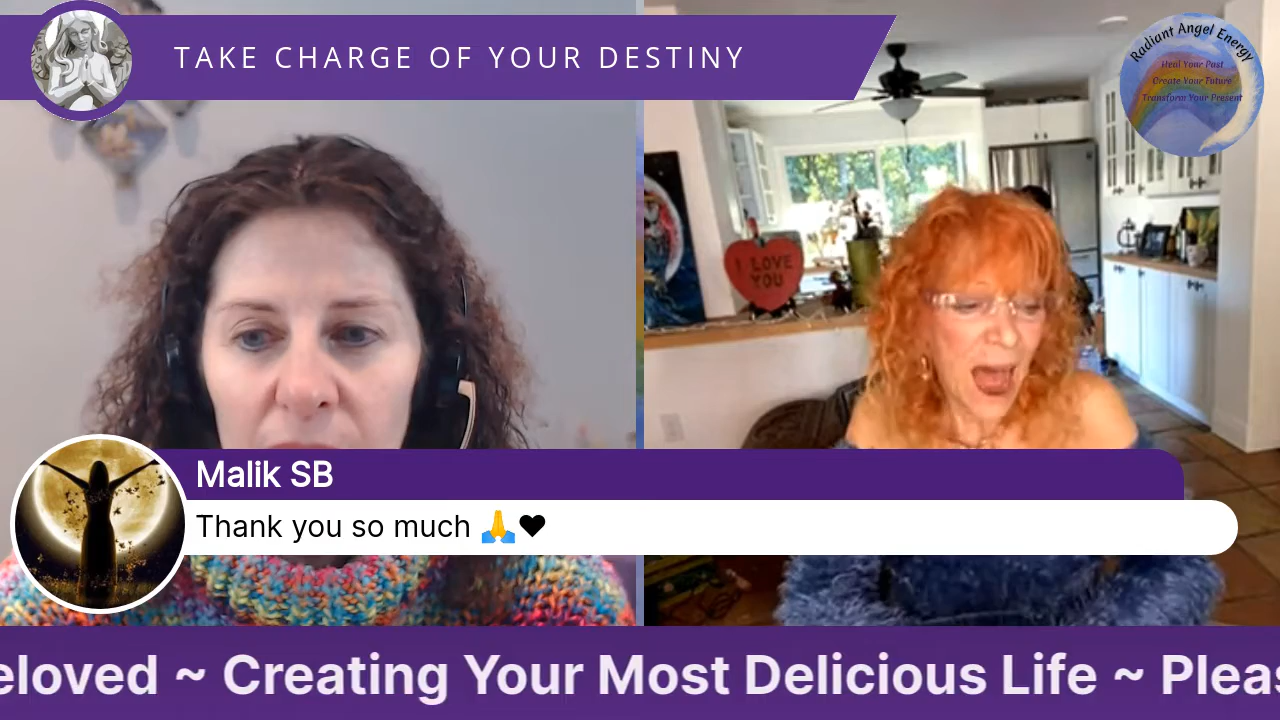 TAKE CHARGE OF YOUR DESTINY
Radiant Angel Energy
Heal Your Past
Create Your Future
Transform Your Present
I LOVE
YOU
Malik SB
Thank you so much 🙏♥
eloved ~ Creating Your Most Delicious Life ~ Pleas